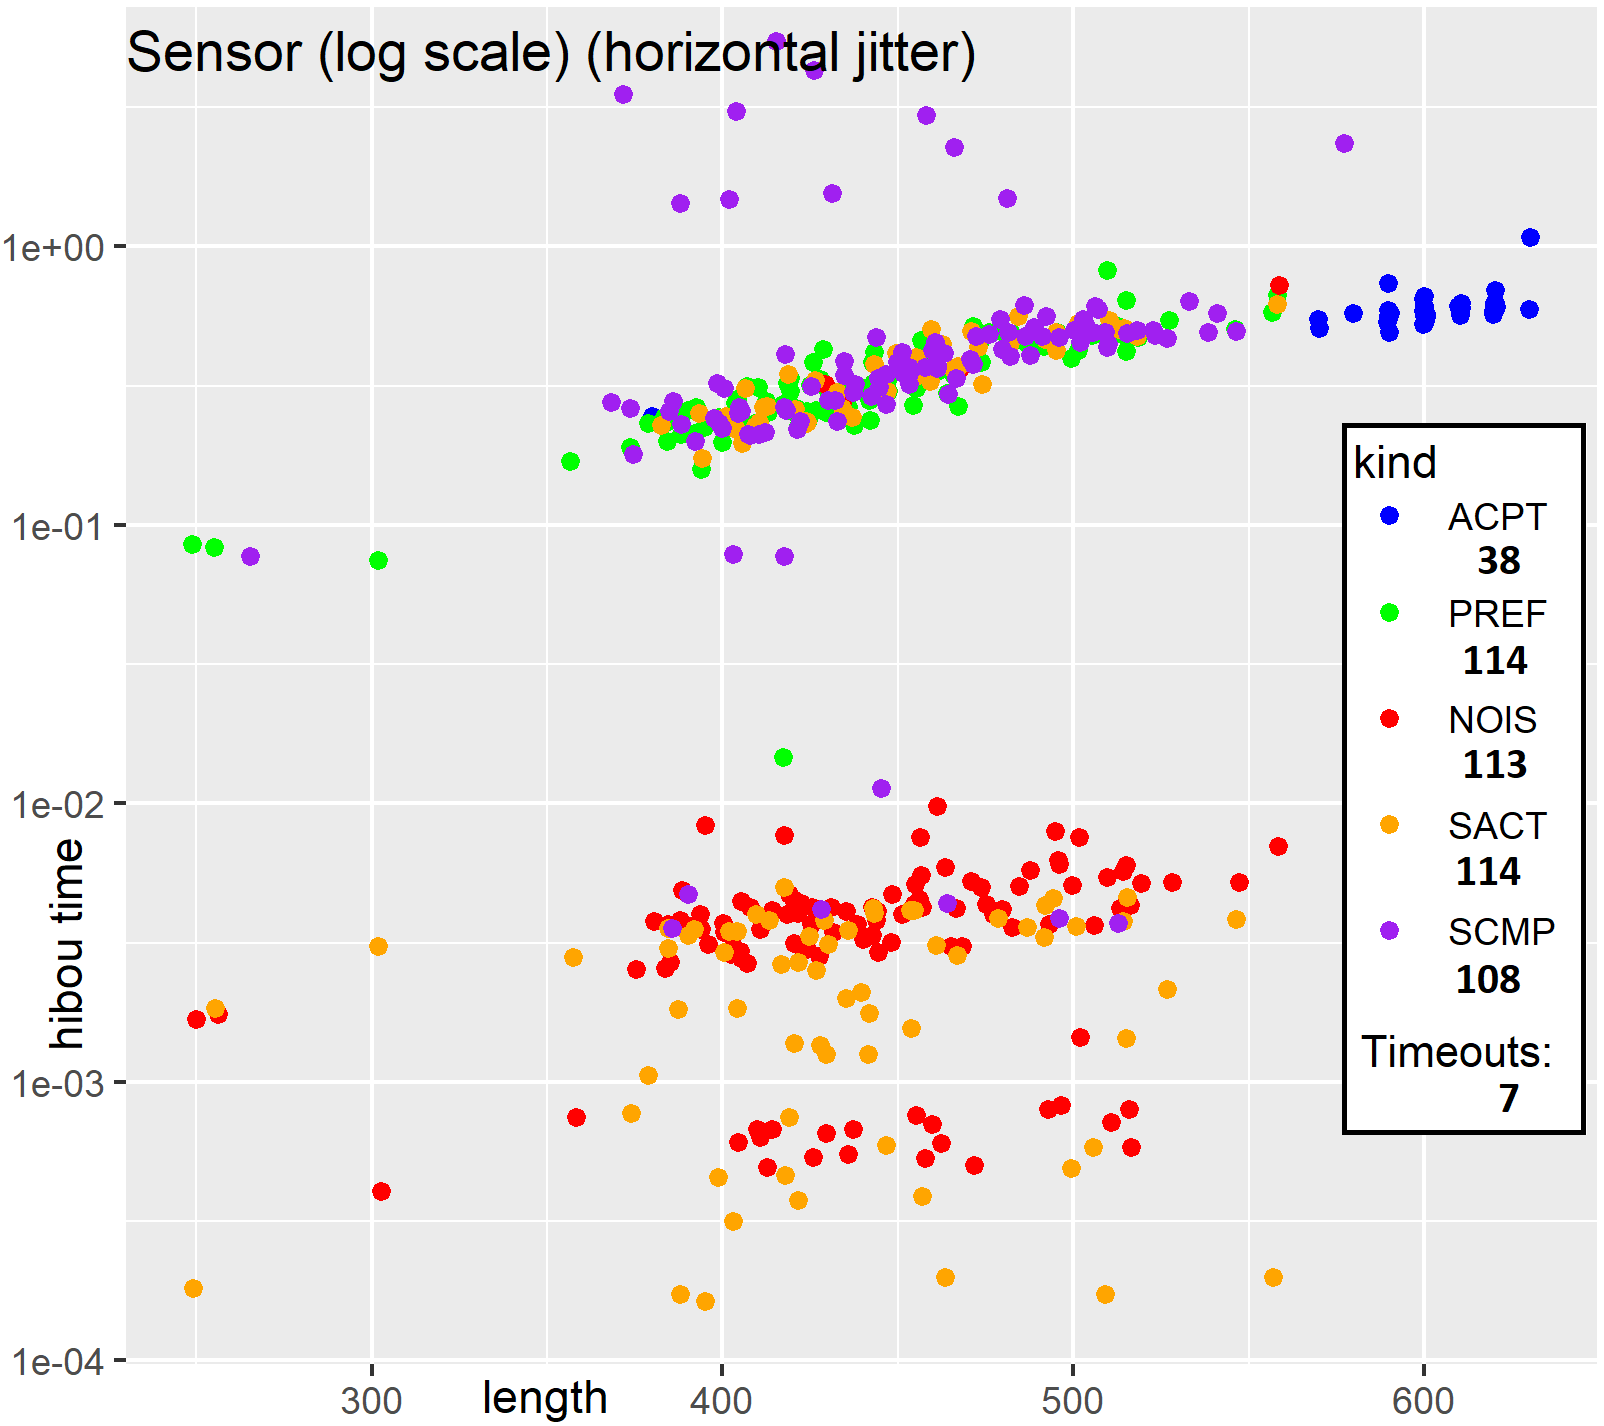 Sensor (log scale) (horizontal jitter)
1e+00
1e-01
1e-02
1e-03
1e-04
hibou time
300
length
400
500
600
kind
ACPT
38
PREF
114
NOIS
113
SACT
114
SCMP
108
Timeouts:
7